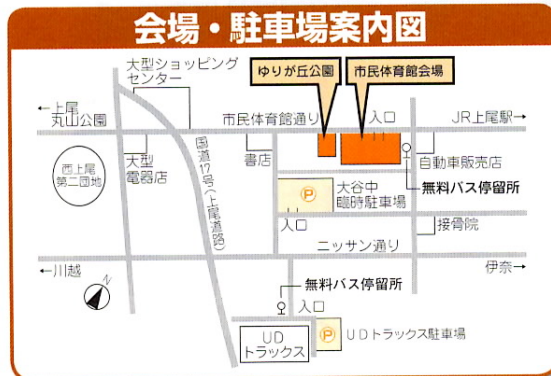 会場・駐車場案内図
大型ショッピング
センター
ゆりが丘公園
市民体育館会場
←上尾
丸山公園
市民体育館通り
入口
JR上尾駅→
西上尾
第二団地
大型
電器店
国道17号(上尾道路)
書店
自動車販売店
無料バス停留所
P
大谷中
臨時駐車場
入口
接骨院
ニッサン通り
←川越
伊奈→
N
無料バス停留所
入口
UD
トラックス
P
UDトラックス駐車場